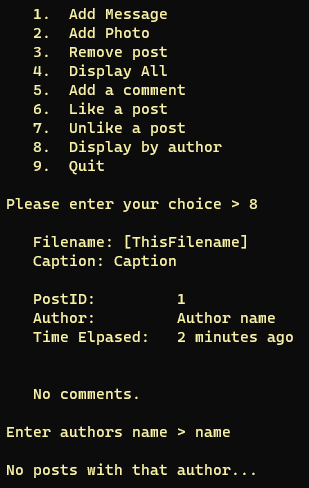 1. Add Message
2. Add Photo
3. Remove post
4. Display All
5. Add a comment
6. Like a post
7. Unlike a post
8. Display by author
9. Quit
Please enter your choice > 8
Filename: [ThisFilename]
Caption: Caption
PostID: 1
Author: Author name
Time Elpased: 2 minutes ago
No comments.
Enter authors name > name
No posts with that author...